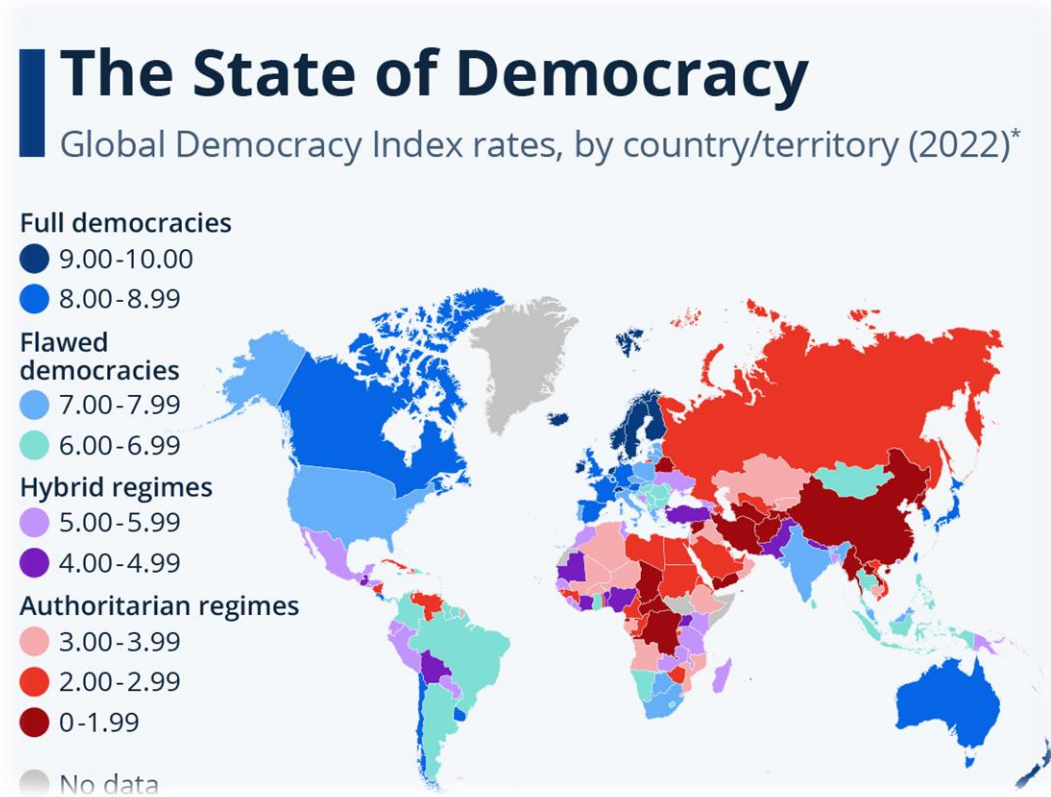 The State of Democracy
Global Democracy Index rates, by country/territory (2022)*
Full democracies
9.00-10.00
8.00-8.99
Flawed
democracies
7.00-7.99
6.00-6.99
Hybrid regimes
5.00-5.99
4.00-4.99
Authoritarian regimes
3.00-3.99
2.00-2.99
0-1.99
No data